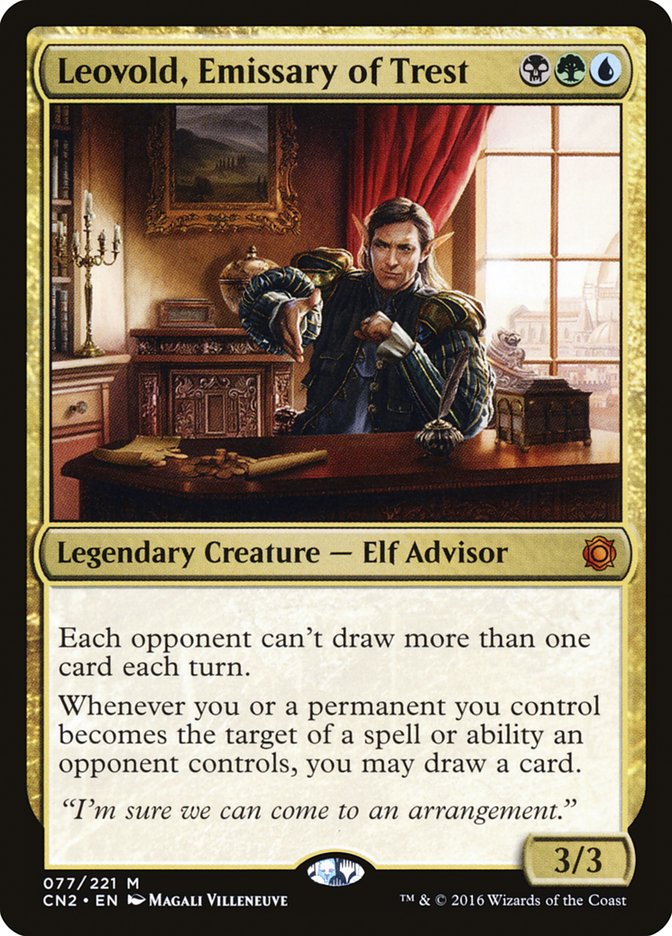 Leovold, Emissary of Trest
Legendary Creature — Elf Advisor
Each opponent can't draw more than one
card each turn.
Whenever you or a permanent you control
becomes the target of a spell or ability an
opponent controls, you may draw a card.
“I'm sure we can come to an arrangement.”
3/3
077/221 M
CN2 • EN Magali Villeneuve
™ & © 2016 Wizards of the Coast